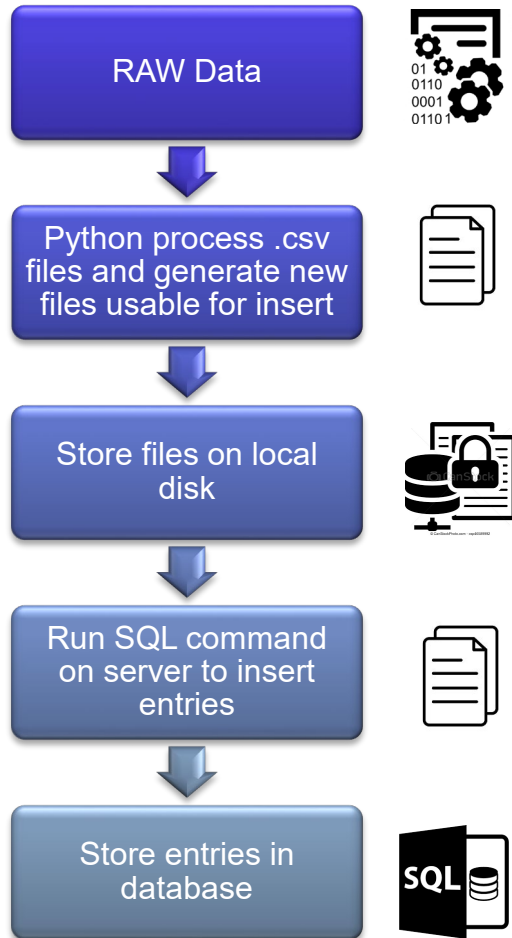 RAW Data
01
0110
0001
01101
Python process .csv
files and generate new
files usable for insert
Store files on local
disk
CanStock
Run SQL command
on server to insert
entries
Store entries in
database
SQL